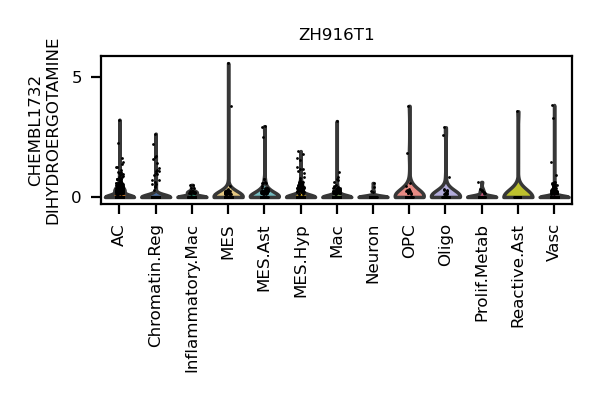 ZH916T1
CHEMBL1732
DIHYDROERGOTAMINE
5
0
AC
Chromatin.Reg
Inflammatory.Mac
MES
MES.Ast
MES.Hyp
Mac
Neuron
OPC
Oligo
Prolif.Metab
Reactive.Ast
Vasc